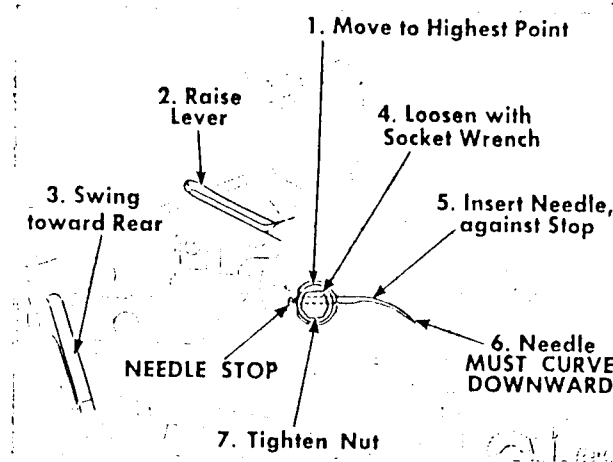 1. Move to Highest Point
2. Raise
Lever
3. Swing
toward Rear
4. Loosen with
Socket Wrench
5. Insert Needle,
against Stop
6. Needle
MUST CURVE
DOWNWARD
NEEDLE STOP
7. Tighten Nut